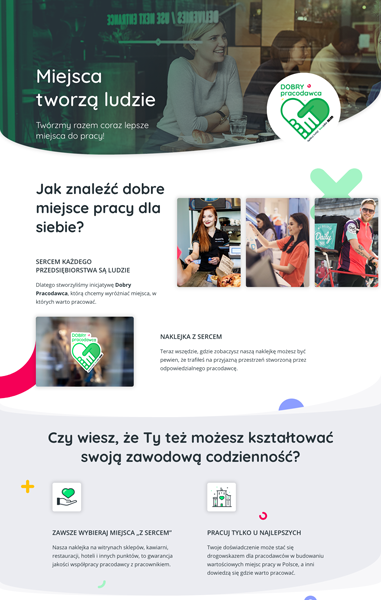 DELIVERIES / USE NEXT ENTRANCE
Miejsca
tworzą ludzie
Twórzmy razem coraz lepsze
miejsca do pracy!
DOBRY
pracodawca
Jak znaleźć dobre
miejsce pracy dla
siebie?
SERCEM KAŻDEGO
PRZEDSIĘBIORSTWA SĄ LUDZIE
Dlatego stworzyliśmy inicjatywę Dobry
Pracodawca, którą chcemy wyróżniać miejsca, w
których warto pracować.
Daily
DOBRY
pracodawca
NAKLEJKA Z SERCEM
Teraz wszędzie, gdzie zobaczysz naszą naklejkę możesz być
pewien, że trafiłeś na przyjazną przestrzeń stworzoną przez
odpowiedzialnego pracodawcę.
Czy wiesz, że Ty też możesz kształtować
swoją zawodową codzienność?
ZAWSZE WYBIERAJ MIEJSCA „Z SERCEM”
Nasza naklejka na witrynach sklepów, kawiarni,
restauracji, hoteli i innych punktów, to gwarancja
jakości współpracy pracodawcy z pracownikiem.
PRACUJ TYLKO U NAJLEPSZYCH
Twoje doświadczenie może stać się
drogowskazem dla pracodawców w budowaniu
wartościowych miejsc pracy w Polsce, a inni
dowiedzą się gdzie warto pracować.